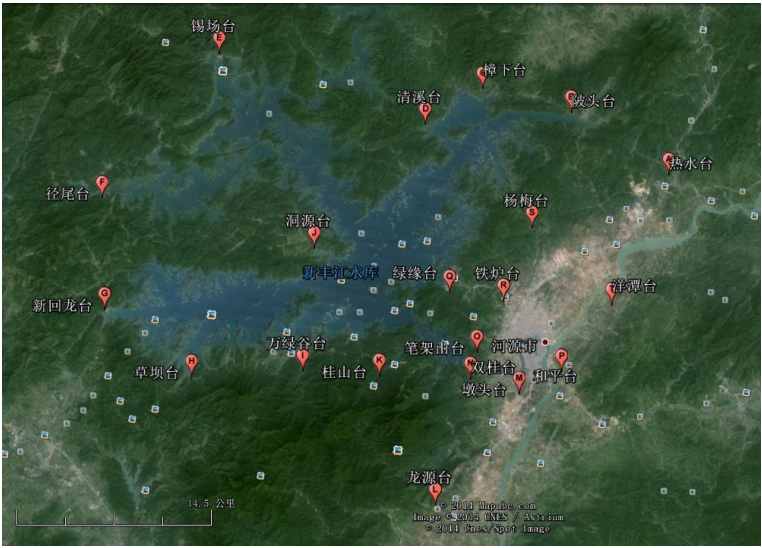 锡场台
E
樟下台
清溪台
D
陂头台
B
热水台
A
径尾台
F
杨梅台
S
洞源台
J
新丰江水库
绿缘台
Q
铁炉台
R
洋潭台
新回龙台
G
笔架山台
O
河源市
万绿谷台
I
草坝台
H
桂山台
K
双桂台
N
和平台
P
墩头台
M
龙源台
L
14.5 公里
© 2014 Mapabc.com
Image © 2014 CNES / Astrium
© 2014 Cnes/Spot Image